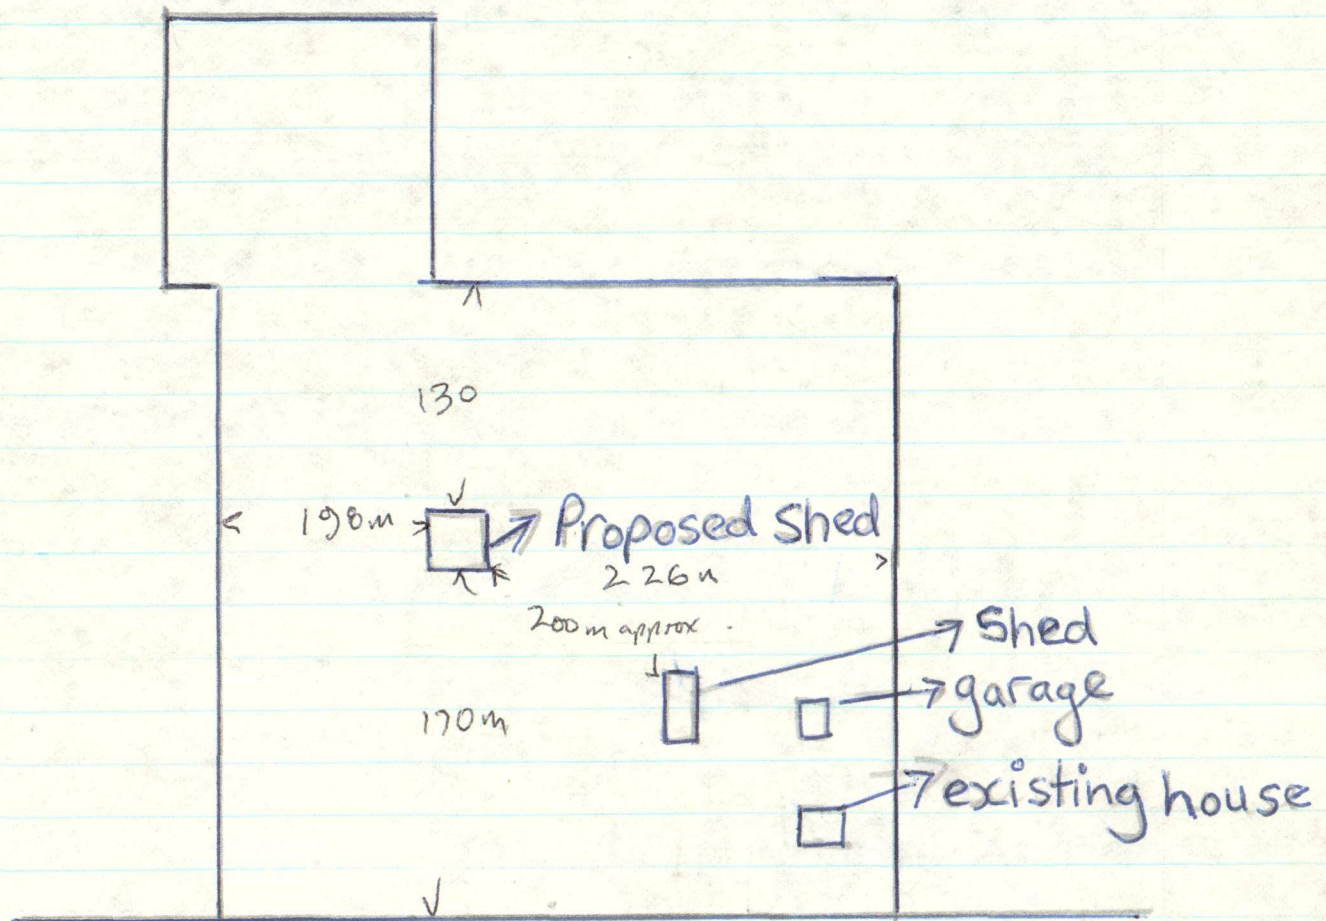 130
198m
Proposed Shed
226m
200m approx.
Shed
garage
170m
existing house